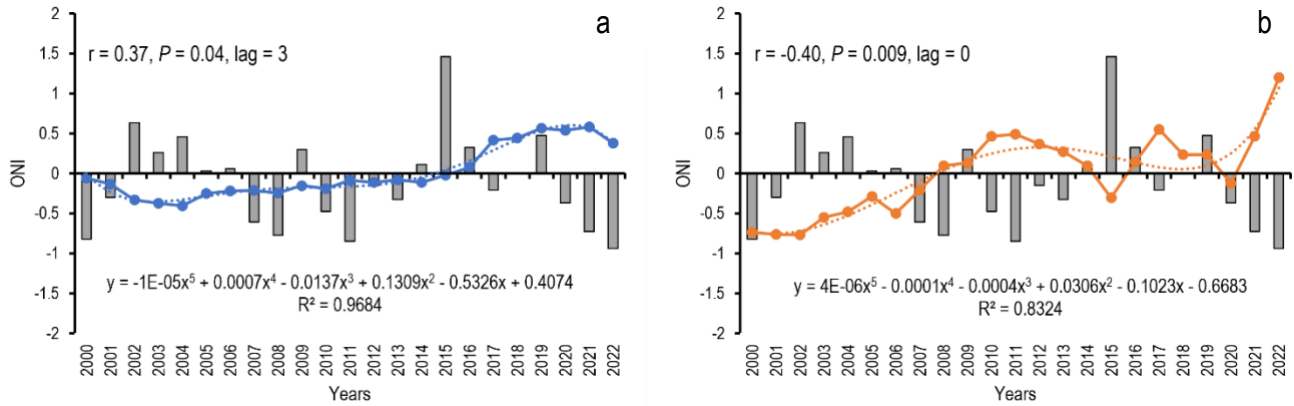 a
r = 0.37, P = 0.04, lag = 3
2
1.5
1
0.5
0
-0.5
-1
-1.5
-2
ONI
y = -1E-05x⁵ + 0.0007x⁴ - 0.0137x³ + 0.1309x² - 0.5326x + 0.4074
R² = 0.9684
2000 2001 2002 2003 2004 2005 2006 2007 2008 2009 2010 2011 2012 2013 2014 2015 2016 2017 2018 2019 2020 2021 2022
Years
b
r = -0.40, P = 0.009, lag = 0
2
1.5
1
0.5
0
-0.5
-1
-1.5
-2
ONI
y = 4E-06x⁵ - 0.0001x⁴ - 0.0004x³ + 0.0306x² - 0.1023x - 0.6683
R² = 0.8324
2000 2001 2002 2003 2004 2005 2006 2007 2008 2009 2010 2011 2012 2013 2014 2015 2016 2017 2018 2019 2020 2021 2022
Years